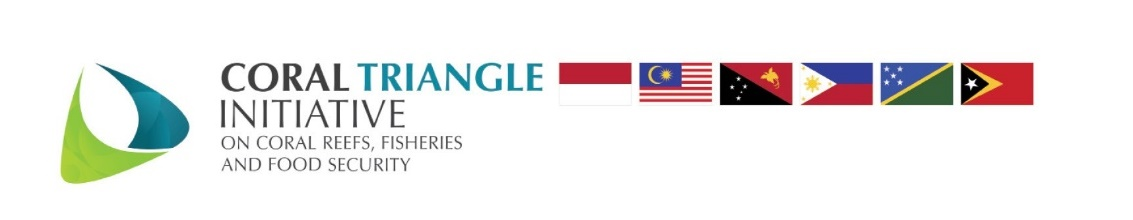 CORAL TRIANGLE
INITIATIVE
ON CORAL REEFS, FISHERIES
AND FOOD SECURITY